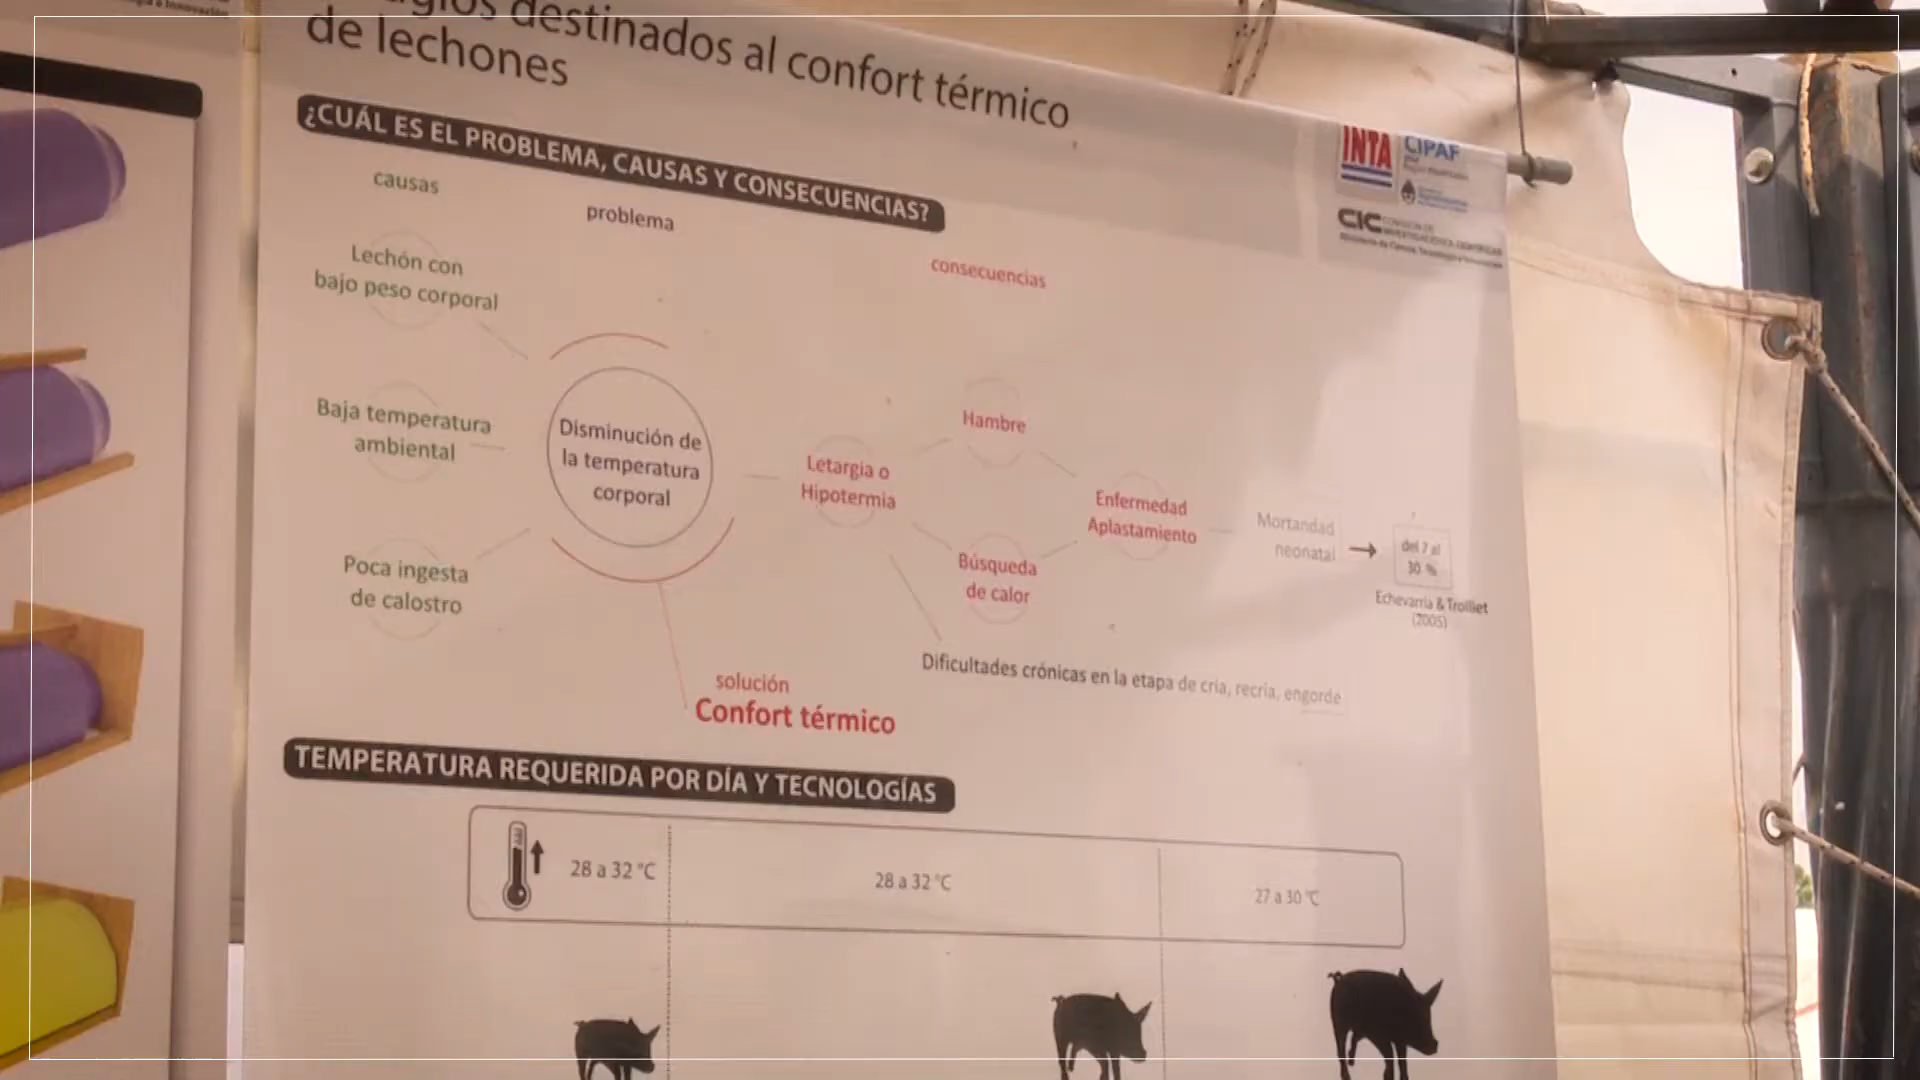 destinados al confort térmico
de lechones
¿CUÁL ES EL PROBLEMA, CAUSAS Y CONSECUENCIAS?
INTA
CIPAF
CIC
causas
problema
consecuencias
Lechón con
bajo peso corporal
Baja temperatura
ambiental
Poca ingesta
de calostro
Disminución de
la temperatura
corporal
Letargia o
Hipotermia
Hambre
Búsqueda
de calor
Enfermedad
Aplastamiento
Mortandad
neonatal
del 7 al
30 %
Echevarría & Trolliet
(2005)
Dificultades crónicas en la etapa de cria, recria, engorde
solución
Confort térmico
TEMPERATURA REQUERIDA POR DÍA Y TECNOLOGÍAS
28 a 32 °C
28 a 32 °C
27 a 30 °C